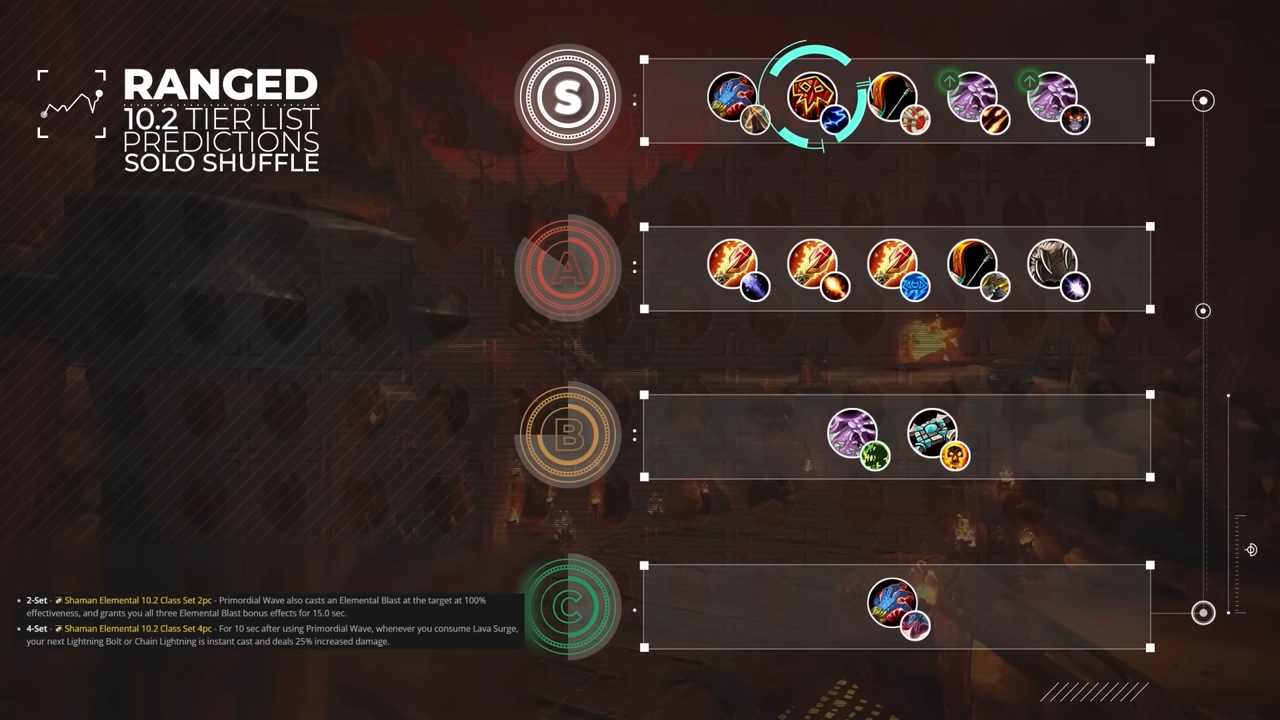 RANGED
10.2 TIER LIST
PREDICTIONS
SOLO SHUFFLE
S
A
B
C
• 2-Set - Shaman Elemental 10.2 Class Set 2pc - Primordial Wave also casts an Elemental Blast at the target at 100%
effectiveness, and grants you all three Elemental Blast bonus effects for 15.0 sec.
• 4-Set - Shaman Elemental 10.2 Class Set 4pc - For 10 sec after using Primordial Wave, whenever you consume Lava Surge,
your next Lightning Bolt or Chain Lightning is instant cast and deals 25% increased damage.